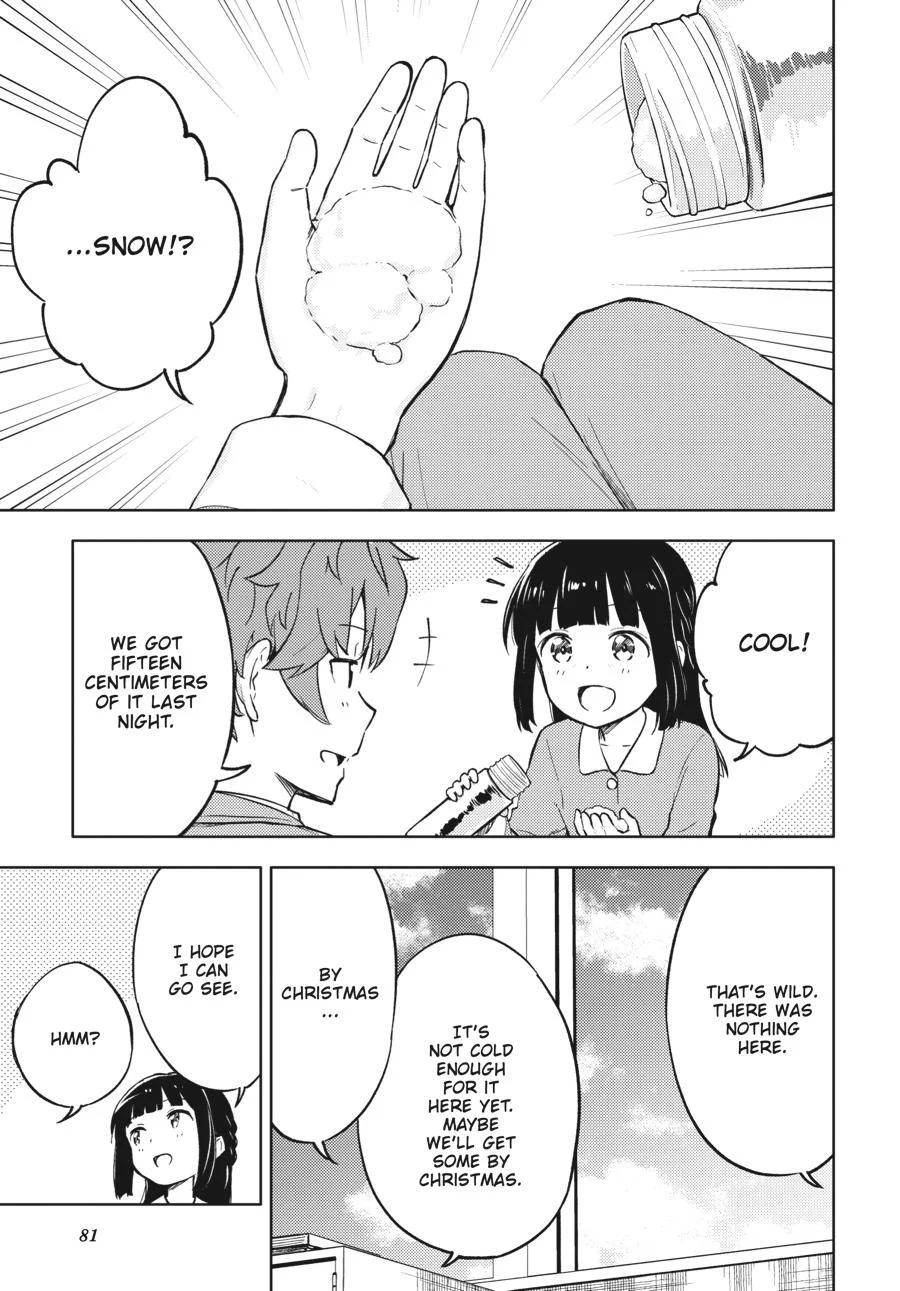 ...SNOW!?
COOL!
WE GOT
FIFTEEN
CENTIMETERS
OF IT LAST
NIGHT.
THAT'S WILD.
THERE WAS
NOTHING
HERE.
IT'S
NOT COLD
ENOUGH
FOR IT
HERE YET.
MAYBE
WE'LL GET
SOME BY
CHRISTMAS.
BY
CHRISTMAS
...
I HOPE
I CAN
GO SEE.
HMM?
81